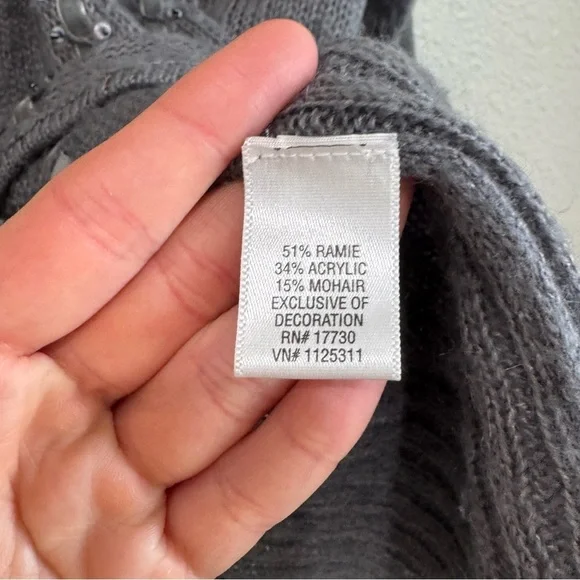 51% RAMIE
34% ACRYLIC
15% MOHAIR
EXCLUSIVE OF
DECORATION
RN# 17730
VN# 1125311